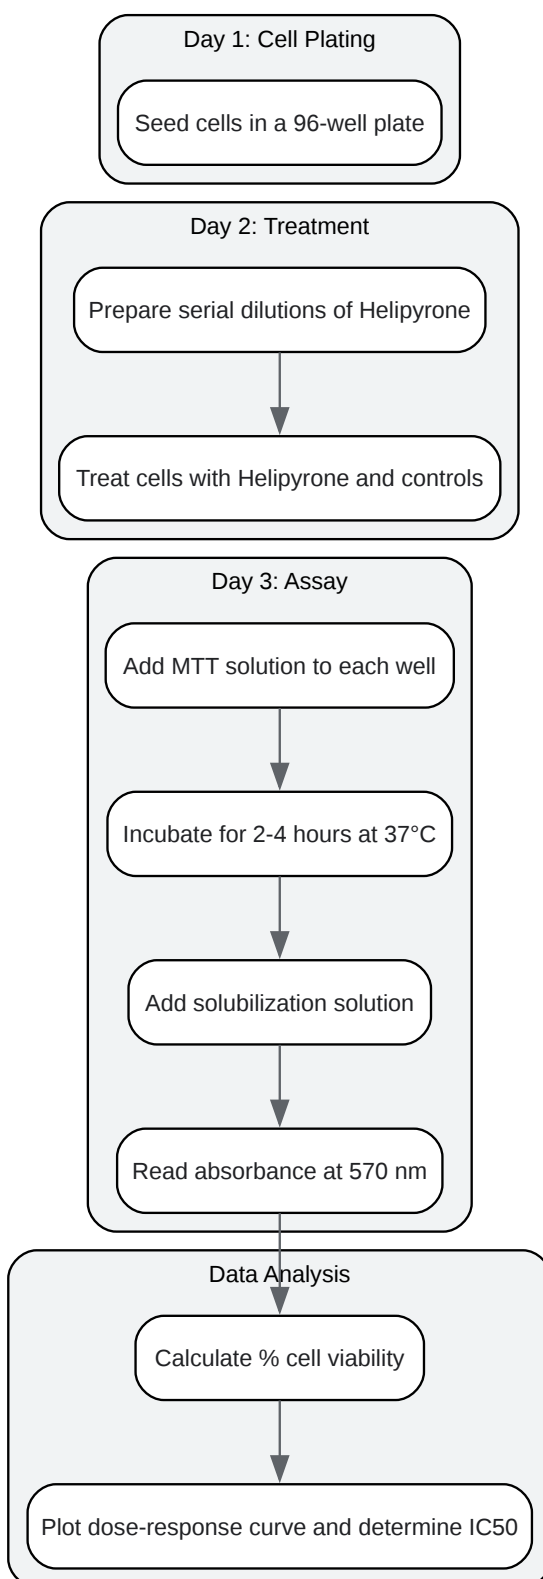 Day 1: Cell Plating
Seed cells in a 96-well plate
Day 2: Treatment
Prepare serial dilutions of Helipyrone
Treat cells with Helipyrone and controls
Day 3: Assay
Add MTT solution to each well
Incubate for 2-4 hours at 37°C
Add solubilization solution
Read absorbance at 570 nm
Data Analysis
Calculate % cell viability
Plot dose-response curve and determine IC50